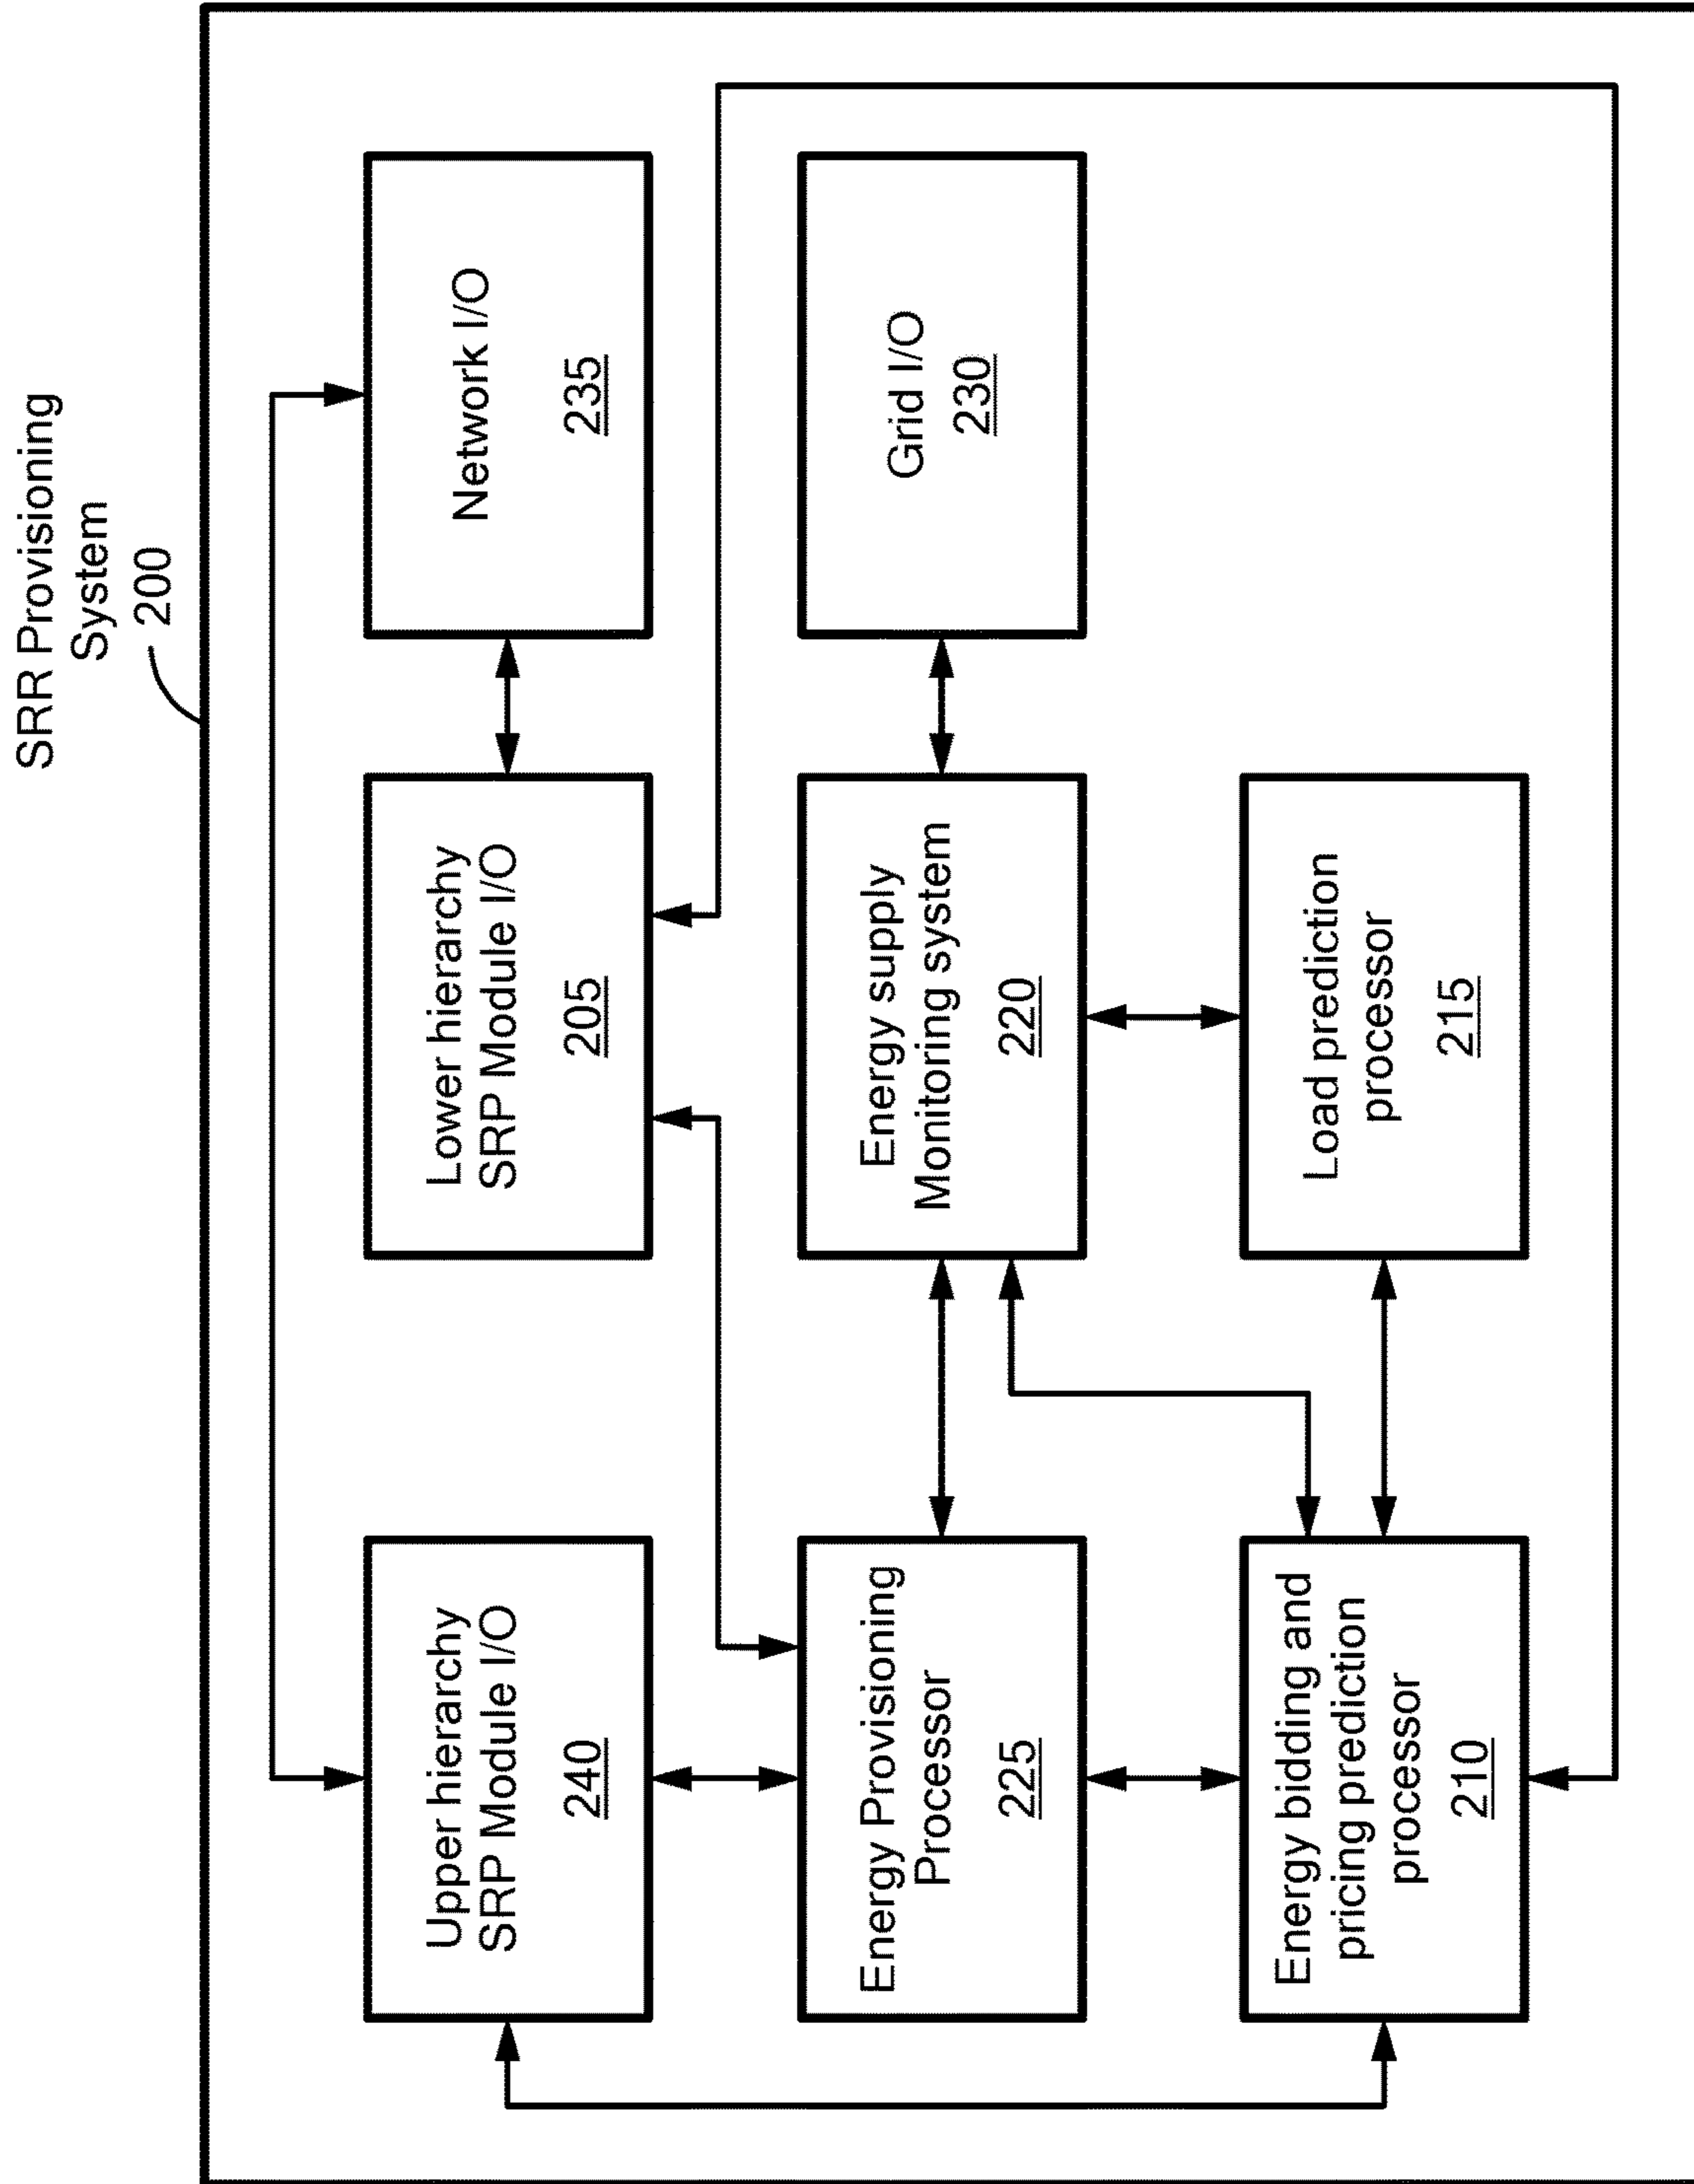 SRR Provisioning
System
200
Upper hierarchy
SRP Module I/O
240
Lower hierarchy
SRP Module I/O
205
Network I/O
235
Energy Provisioning
Processor
225
Energy supply
Monitoring system
220
Grid I/O
230
Energy bidding and
pricing prediction
processor
210
Load prediction
processor
215